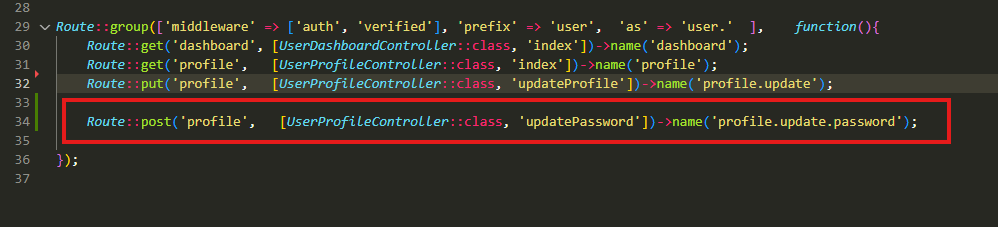 28
29 Route::group(['middleware' => ['auth', 'verified'], 'prefix' => 'user', 'as' => 'user.' ], function(){
30 Route::get('dashboard', [UserDashboardController::class, 'index'])->name('dashboard');
31 Route::get('profile', [UserProfileController::class, 'index'])->name('profile');
32 Route::put('profile', [UserProfileController::class, 'updateProfile'])->name('profile.update');
33
34 Route::post('profile', [UserProfileController::class, 'updatePassword'])->name('profile.update.password');
35
36 });
37